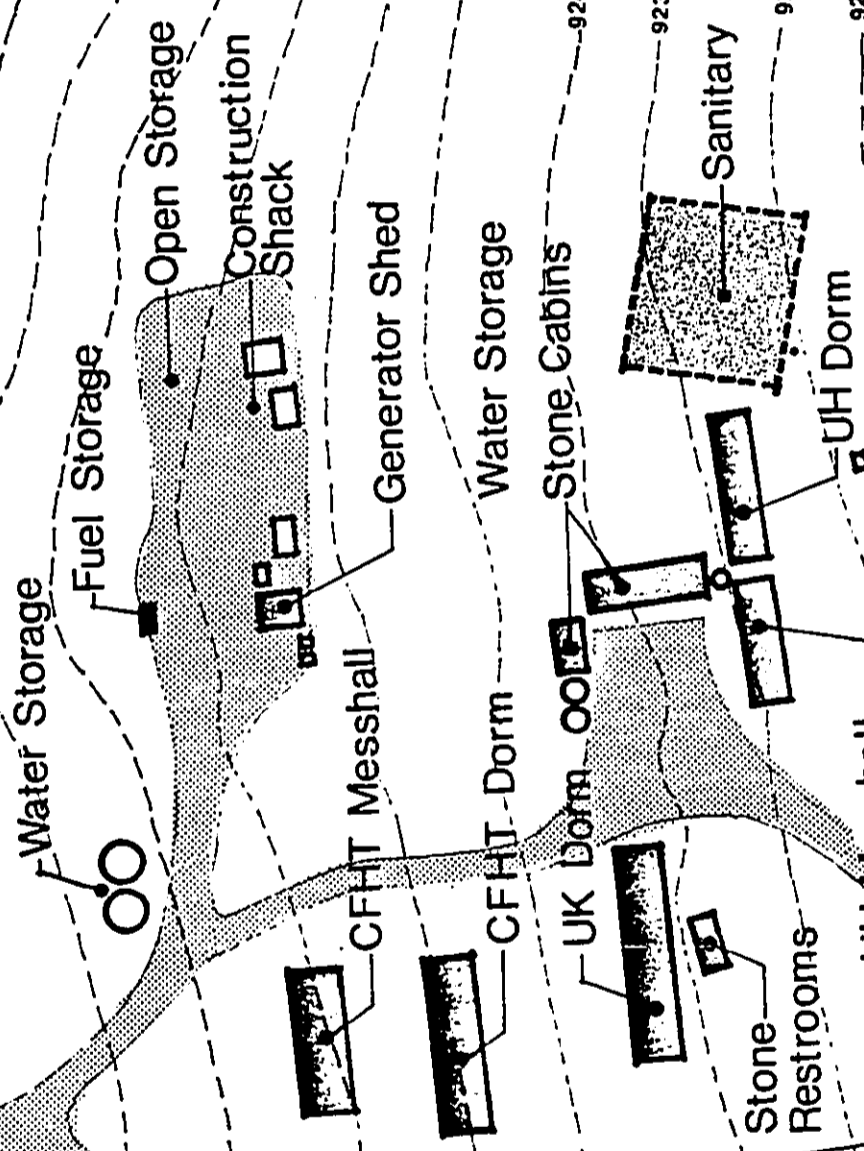 Water Storage
Fuel Storage
Open Storage
Construction
Shack
Generator Shed
CFHT Messhall
Water Storage
CFHT Dorm
Stone Cabins
UK Dorm
Sanitary
UH Dorm
Stone
Restrooms